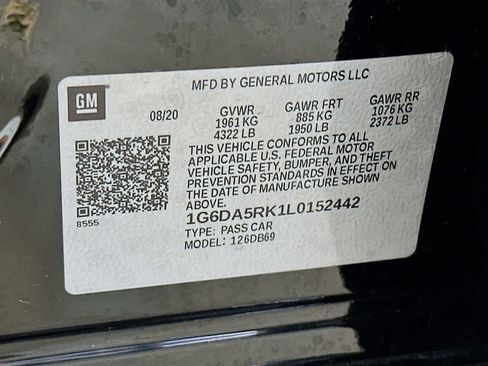 MFD BY GENERAL MOTORS LLC
GM
08/20
GVWR
1961 KG
4322 LB
GAWR FRT
885 KG
1950 LB
GAWR RR
1076 KG
2372 LB
THIS VEHICLE CONFORMS TO ALL
APPLICABLE U.S. FEDERAL MOTOR
VEHICLE SAFETY, BUMPER, AND THEFT
PREVENTION STANDARDS IN EFFECT ON
THE DATE OF MANUFACTURE SHOWN
ABOVE.
8555
1G6DA5RK1L0152442
TYPE: PASS CAR
MODEL: 126DB69